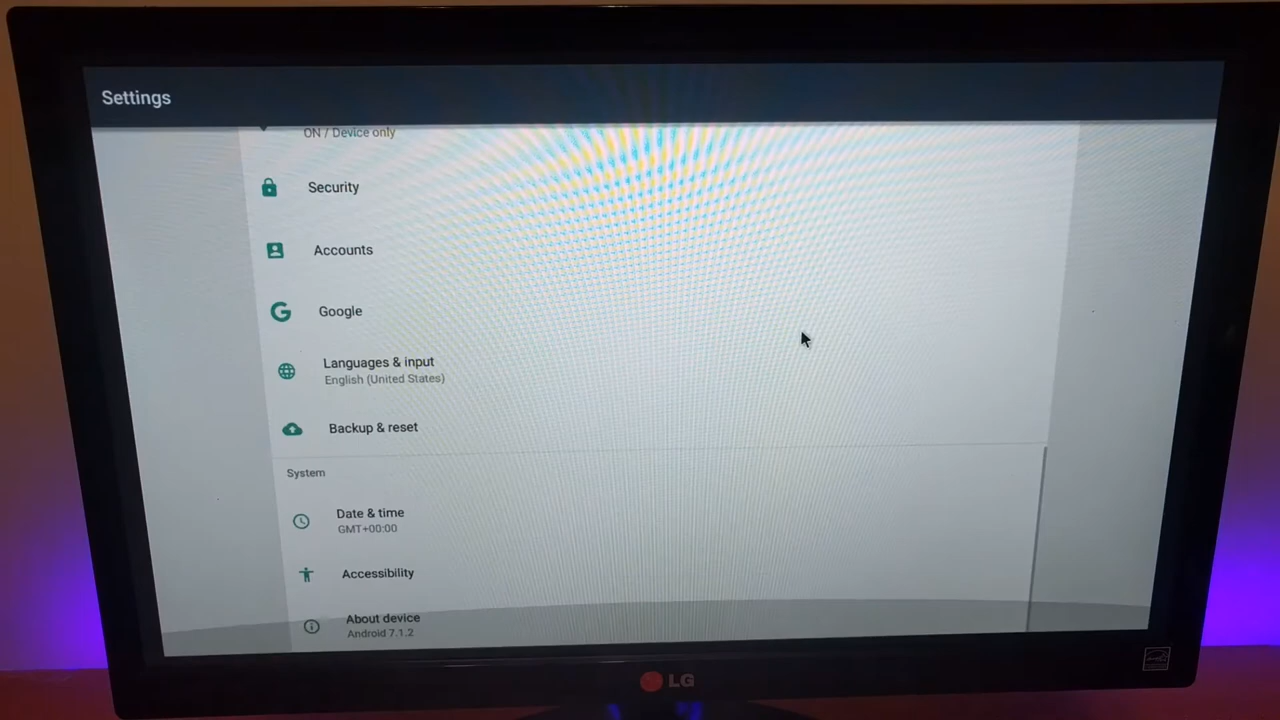 Settings
ON / Device only
Security
Accounts
Google
Languages & input
English (United States)
Backup & reset
System
Date & time
GMT+00:00
Accessibility
About device
Android 7.1.2
LG